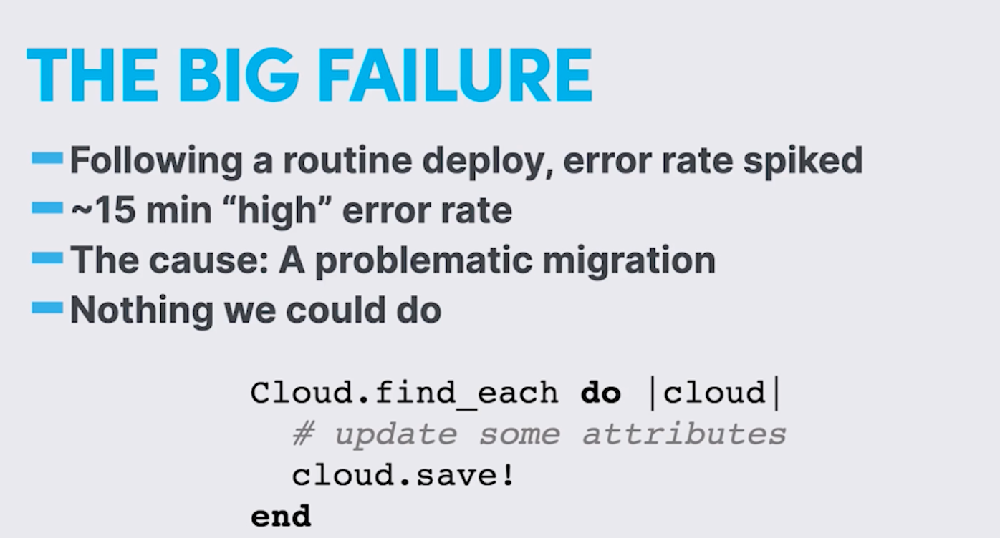 THE BIG FAILURE
Following a routine deploy, error rate spiked
~15 min “high” error rate
The cause: A problematic migration
Nothing we could do
Cloud.find_each do |cloud|
  # update some attributes
  cloud.save!
end